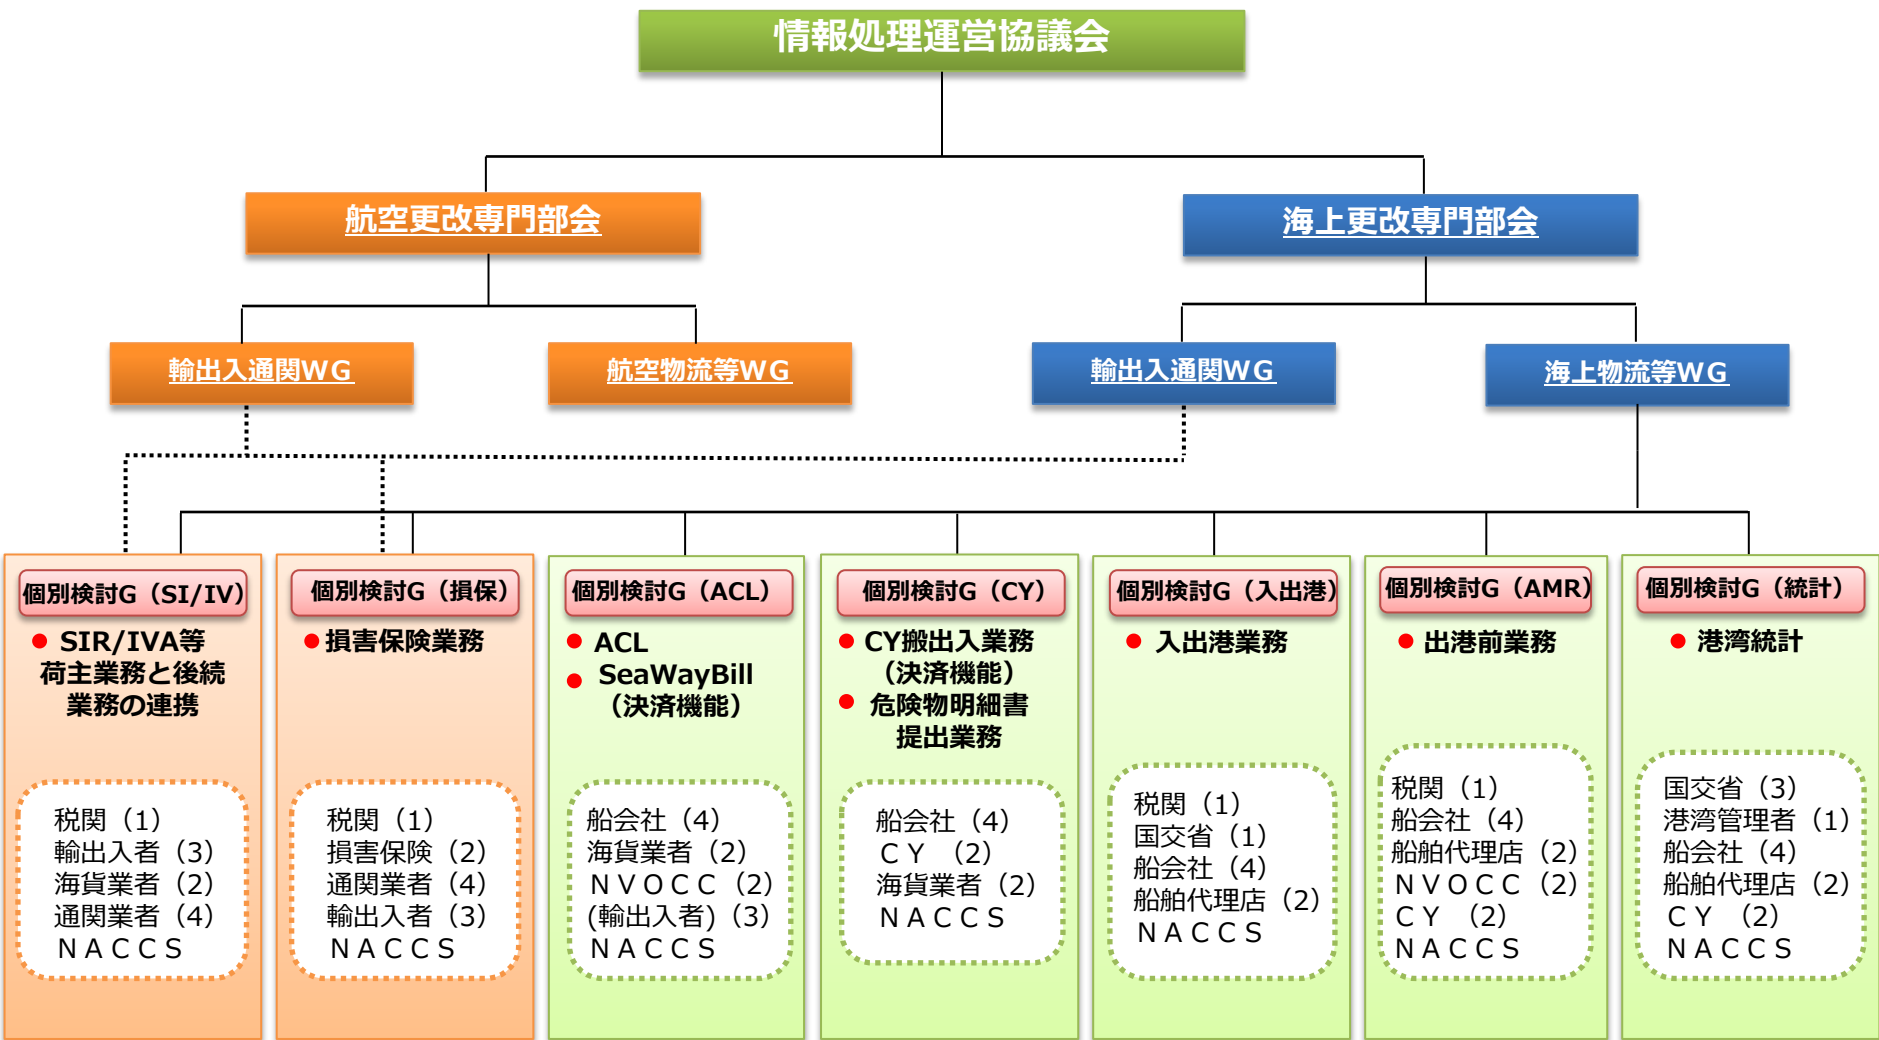 情報処理運営協議会
航空更改専門部会
海上更改専門部会
輸出入通関WG
航空物流等WG
輸出入通関WG
海上物流等WG
個別検討G（SI/IV）
● SIR/IVA等
荷主業務と後続
業務の連携
税関（1）
輸出入者（3）
海貨業者（2）
通関業者（4）
ＮＡＣＣＳ
個別検討G（損保）
● 損害保険業務
税関（1）
損害保険（2）
通関業者（4）
輸出入者（3）
ＮＡＣＣＳ
個別検討G（ACL）
● ACL
● SeaWayBill
（決済機能）
船会社（4）
海貨業者（2）
ＮＶＯＣＣ（2）
(輸出入者)（3）
ＮＡＣＣＳ
個別検討G（CY）
● CY搬出入業務
（決済機能）
● 危険物明細書
提出業務
船会社（4）
ＣＹ （2）
海貨業者（2）
ＮＡＣＣＳ
個別検討G（入出港）
● 入出港業務
税関（1）
国交省（1）
船会社（4）
船舶代理店（2）
ＮＡＣＣＳ
個別検討G（AMR）
● 出港前業務
税関（1）
船会社（4）
船舶代理店（2）
ＮＶＯＣＣ（2）
ＣＹ （2）
ＮＡＣＣＳ
個別検討G（統計）
● 港湾統計
国交省（3）
港湾管理者（1）
船会社（4）
船舶代理店（2）
ＣＹ （2）
ＮＡＣＣＳ